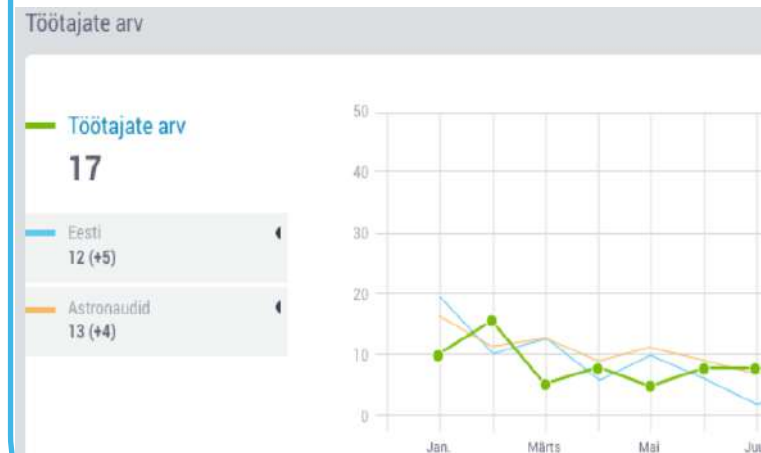 Töötajate arv
Töötajate arv
17
Eesti
12 (+5)
Astronaudid
13 (+4)
50
40
30
20
10
0
Jan.
Märts
Mai